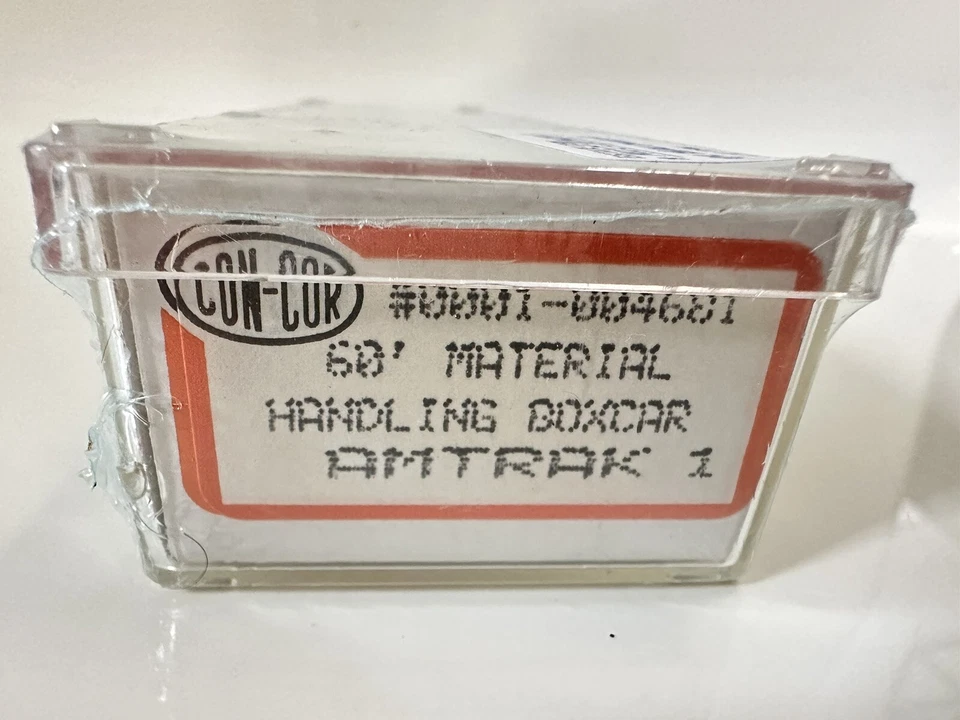 CON-COR
#0001-004681
60' MATERIAL
HANDLING BOXCAR
AMTRAK 1